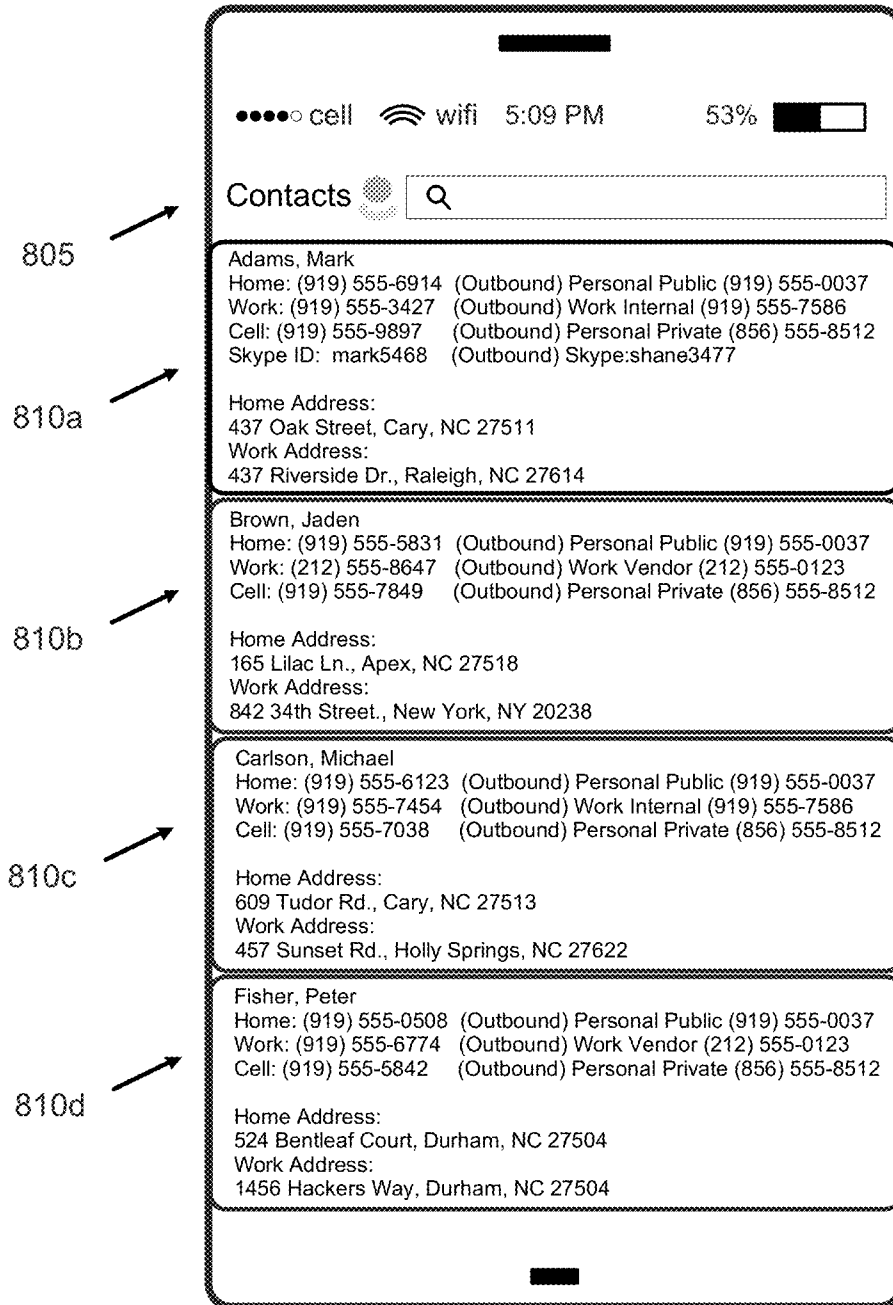 ●●●●○ cell wifi 5:09 PM 53%
805
Contacts
810a
Adams, Mark
Home: (919) 555-6914 (Outbound) Personal Public (919) 555-0037
Work: (919) 555-3427 (Outbound) Work Internal (919) 555-7586
Cell: (919) 555-9897 (Outbound) Personal Private (856) 555-8512
Skype ID: mark5468 (Outbound) Skype:shane3477
Home Address:
437 Oak Street, Cary, NC 27511
Work Address:
437 Riverside Dr., Raleigh, NC 27614
810b
Brown, Jaden
Home: (919) 555-5831 (Outbound) Personal Public (919) 555-0037
Work: (212) 555-8647 (Outbound) Work Vendor (212) 555-0123
Cell: (919) 555-7849 (Outbound) Personal Private (856) 555-8512
Home Address:
165 Lilac Ln., Apex, NC 27518
Work Address:
842 34th Street., New York, NY 20238
810c
Carlson, Michael
Home: (919) 555-6123 (Outbound) Personal Public (919) 555-0037
Work: (919) 555-7454 (Outbound) Work Internal (919) 555-7586
Cell: (919) 555-7038 (Outbound) Personal Private (856) 555-8512
Home Address:
609 Tudor Rd., Cary, NC 27513
Work Address:
457 Sunset Rd., Holly Springs, NC 27622
810d
Fisher, Peter
Home: (919) 555-0508 (Outbound) Personal Public (919) 555-0037
Work: (919) 555-6774 (Outbound) Work Vendor (212) 555-0123
Cell: (919) 555-5842 (Outbound) Personal Private (856) 555-8512
Home Address:
524 Bentleaf Court, Durham, NC 27504
Work Address:
1456 Hackers Way, Durham, NC 27504